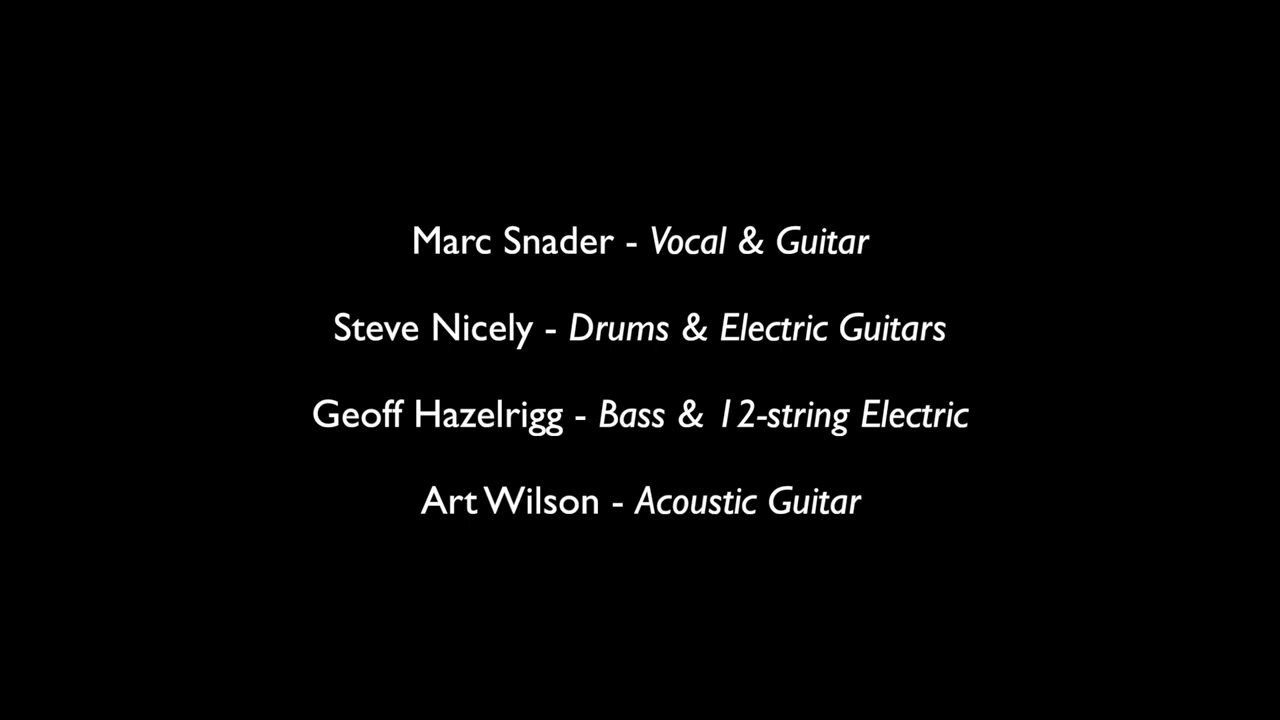 Marc Snader - Vocal & Guitar
Steve Nicely - Drums & Electric Guitars
Geoff Hazelrigg - Bass & 12-string Electric
Art Wilson - Acoustic Guitar